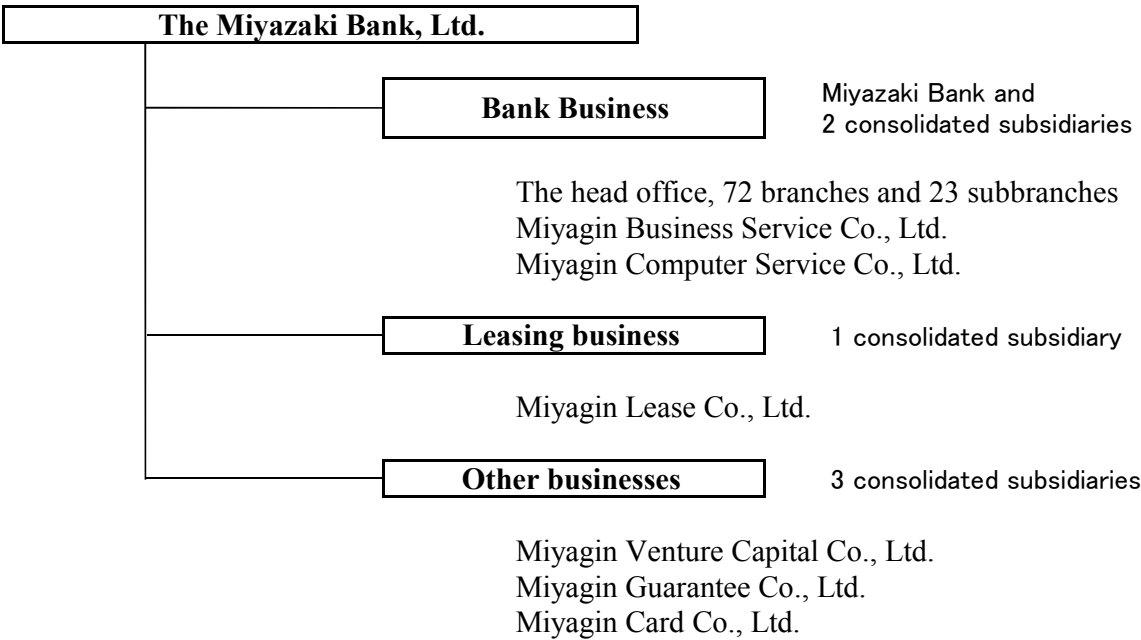 The Miyazaki Bank, Ltd.
Bank Business
Miyazaki Bank and
2 consolidated subsidiaries
The head office, 72 branches and 23 subbranches
Miyagin Business Service Co., Ltd.
Miyagin Computer Service Co., Ltd.
Leasing business
1 consolidated subsidiary
Miyagin Lease Co., Ltd.
Other businesses
3 consolidated subsidiaries
Miyagin Venture Capital Co., Ltd.
Miyagin Guarantee Co., Ltd.
Miyagin Card Co., Ltd.